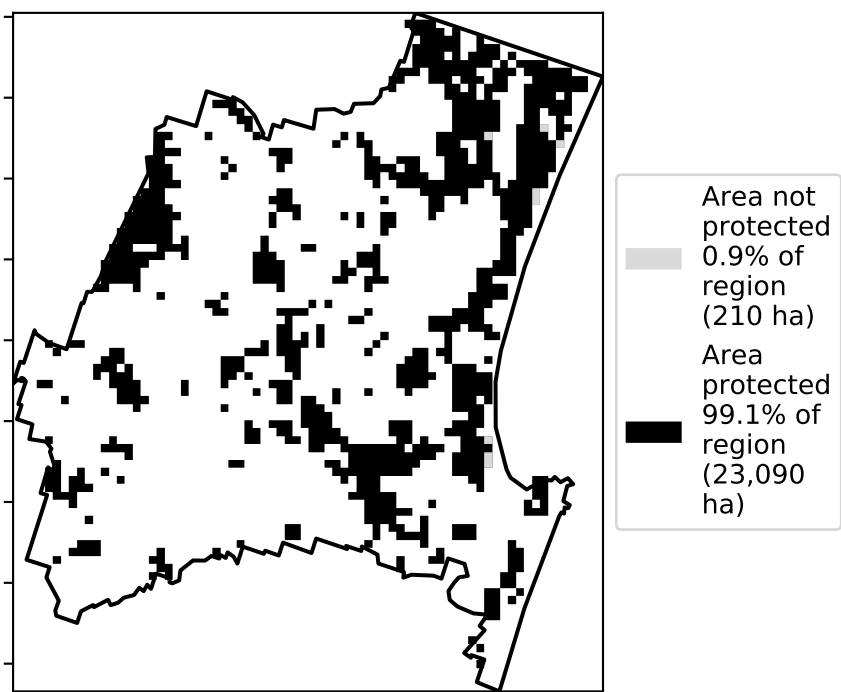 Area not
protected
0.9% of
region
(210 ha)
Area
protected
99.1% of
region
(23,090
ha)